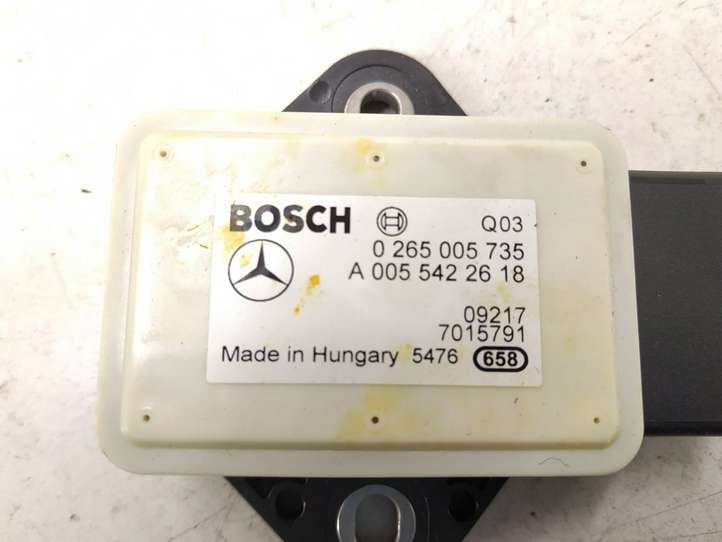 BOSCH Q03
0 265 005 735
A 005 542 26 18
09217
7015791
Made in Hungary 5476 658